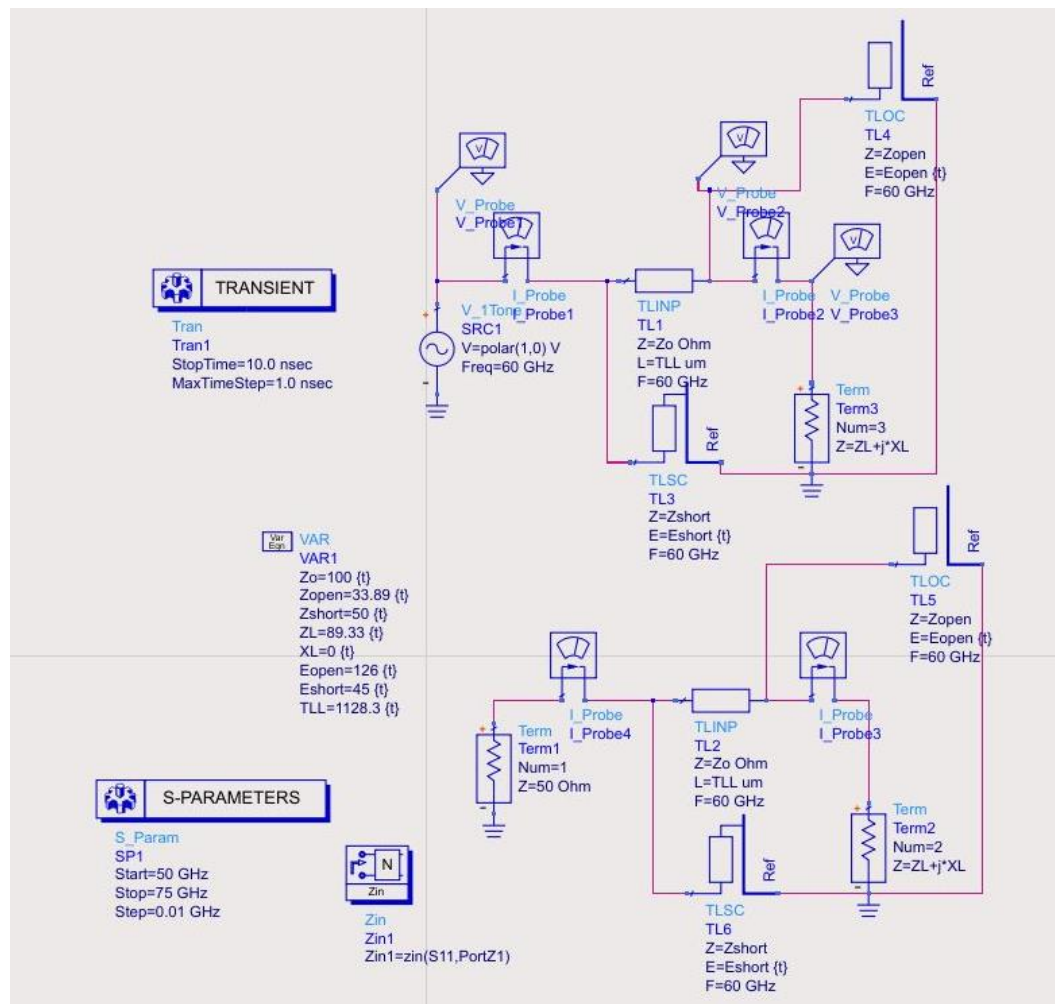 Ref
TLOC
TL4
Z=Zopen
E=Eopen {t}
F=60 GHz
V
V_Probe
V_Probe1
V
V_Probe
V_Probe2
I_Probe
I_Probe1
I_Probe
I_Probe2
V
V_Probe
V_Probe3
TRANSIENT
Tran
Tran1
StopTime=10.0 nsec
MaxTimeStep=1.0 nsec
+
V_1Tone
SRC1
V=polar(1,0) V
Freq=60 GHz
-
TLINP
TL1
Z=Zo Ohm
L=TLL um
F=60 GHz
+
Term
Term3
Num=3
Z=ZL+j*XL
-
Ref
TLSC
TL3
Z=Zshort
E=Eshort {t}
F=60 GHz
Var
Eqn
VAR
VAR1
Zo=100 {t}
Zopen=33.89 {t}
Zshort=50 {t}
ZL=89.33 {t}
XL=0 {t}
Eopen=126 {t}
Eshort=45 {t}
TLL=1128.3 {t}
Ref
TLOC
TL5
Z=Zopen
E=Eopen {t}
F=60 GHz
I_Probe
I_Probe4
I_Probe
I_Probe3
+
Term
Term1
Num=1
Z=50 Ohm
-
TLINP
TL2
Z=Zo Ohm
L=TLL um
F=60 GHz
+
Term
Term2
Num=2
Z=ZL+j*XL
-
Ref
TLSC
TL6
Z=Zshort
E=Eshort {t}
F=60 GHz
S-PARAMETERS
S_Param
SP1
Start=50 GHz
Stop=75 GHz
Step=0.01 GHz
N
Zin
Zin
Zin1
Zin1=zin(S11,PortZ1)